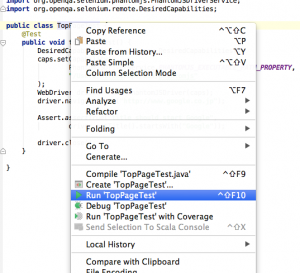 import org.openqa.selenium.phantomjs.PhantomJSDriverService;
import org.openqa.selenium.remote.DesiredCapabilities;
public class TopPage
@Test
public void
DesiredCa
caps.setC
_PROPERTY,
);
WebDriver
driver.na
Assert.as
driver.cl
}
}
Copy Reference ⌥⇧⌘C
Paste ⌥P
Paste from History... ⌥Y
Paste Simple ^⌥⇧V
Column Selection Mode
Find Usages ⌥F7
Analyze
Refactor
Folding
Go To
Generate...
Compile 'TopPageTest.java' ^⇧F9
Create 'TopPageTest'...
Run 'TopPageTest' ^⇧F10
Debug 'TopPageTest'
Run 'TopPageTest' with Coverage
Send Selection To Scala Console ^⇧X
Local History
Compare with Clipboard
File Encoding